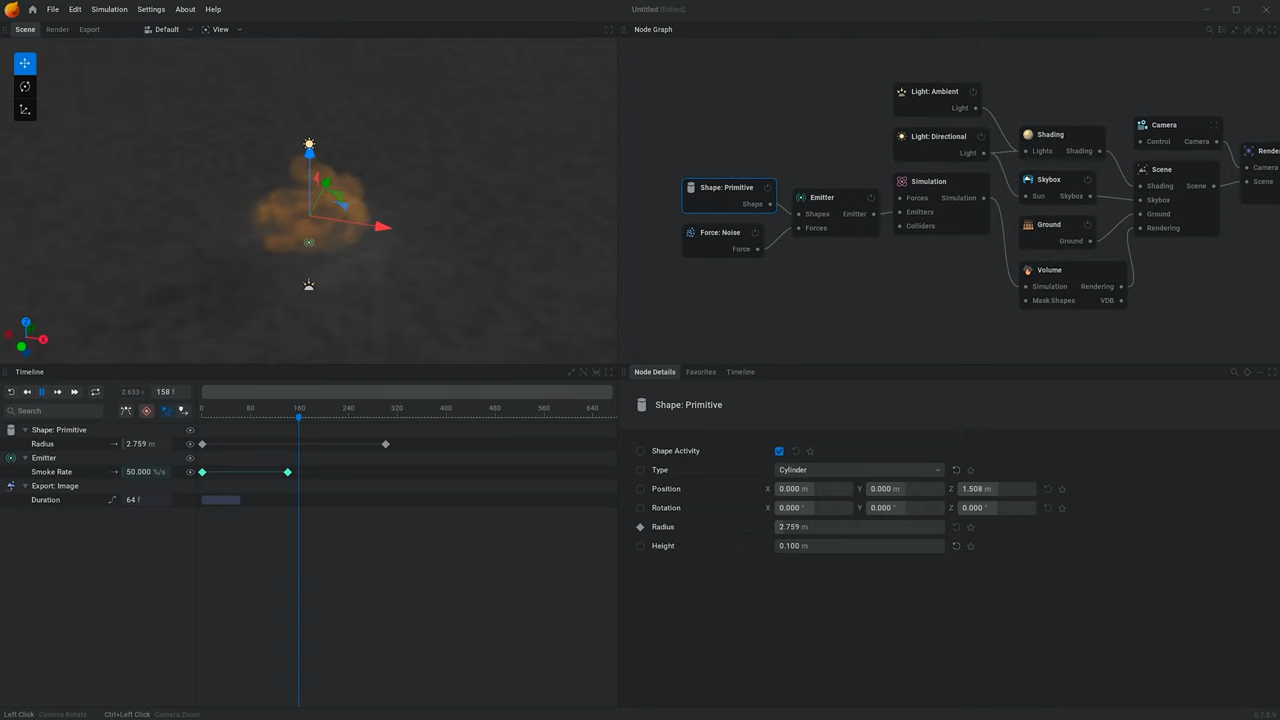 File Edit Simulation Settings About Help
Untitled (Edited)
Scene Render Export Default View
Node Graph
Light: Ambient
Light
Light: Directional
Light
Shading
Lights Shading
Camera
Control Camera
Render
Camera
Scene
Scene
Shading Scene
Skybox
Ground
Rendering
Skybox
Sun Skybox
Ground
Ground
Volume
Simulation Rendering
Mask Shapes VDB
Simulation
Forces Simulation
Emitters
Colliders
Shape: Primitive
Shape
Emitter
Shapes Emitter
Forces
Force: Noise
Force
Z
X
Timeline
2.633 s 158 f
Search
0 80 160 240 320 400 480 560 640
Shape: Primitive
Radius 2.759 m
Emitter
Smoke Rate 50.000 %/s
Export: Image
Duration 64 f
Node Details Favorites Timeline
Shape: Primitive
Shape Activity
Type Cylinder
Position X 0.000 m Y 0.000 m Z 1.508 m
Rotation X 0.000 ° Y 0.000 ° Z 0.000 °
Radius 2.759 m
Height 0.100 m
Left Click Camera Rotate Ctrl+Left Click Camera Zoom